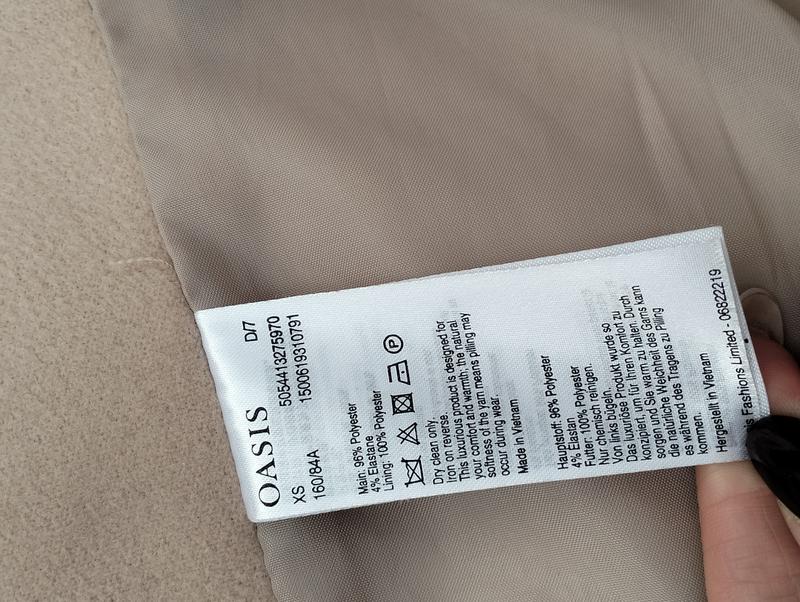 OASIS D/7
XS 5054413275970
160/84A 1500619310791
Main: 96% Polyester
4% Elastane
Lining: 100% Polyester
P
Dry clean only.
Iron on reverse.
This luxurious product is designed for
your comfort and warmth, the natural
softness of the yarn means pilling may
occur during wear.
Made in Vietnam
Hauptstoff: 96% Polyester
4% Elastan
Futter: 100% Polyester
Nur chemisch reinigen.
Von links bügeln.
Das luxuriöse Produkt wurde so
konzipiert, um für Ihren Komfort zu
sorgen und Sie warm zu halten. Durch
die natürliche Weichheit des Garns kann
es während des Tragens zu Pilling
kommen.
Hergestellt in Vietnam
Fashions Limited - 06822219